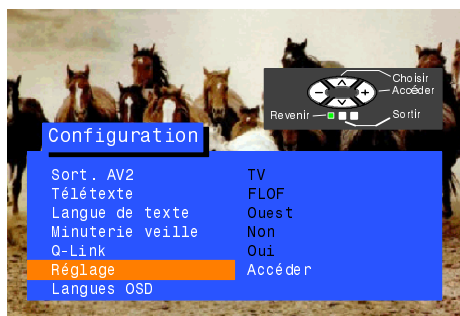 Choisir
Accéder
Revenir
Sortir
Configuration
Sort. AV2 TV
Télétexte FLOF
Langue de texte Ouest
Minuterie veille Non
Q-Link Oui
Réglage Accéder
Langues OSD